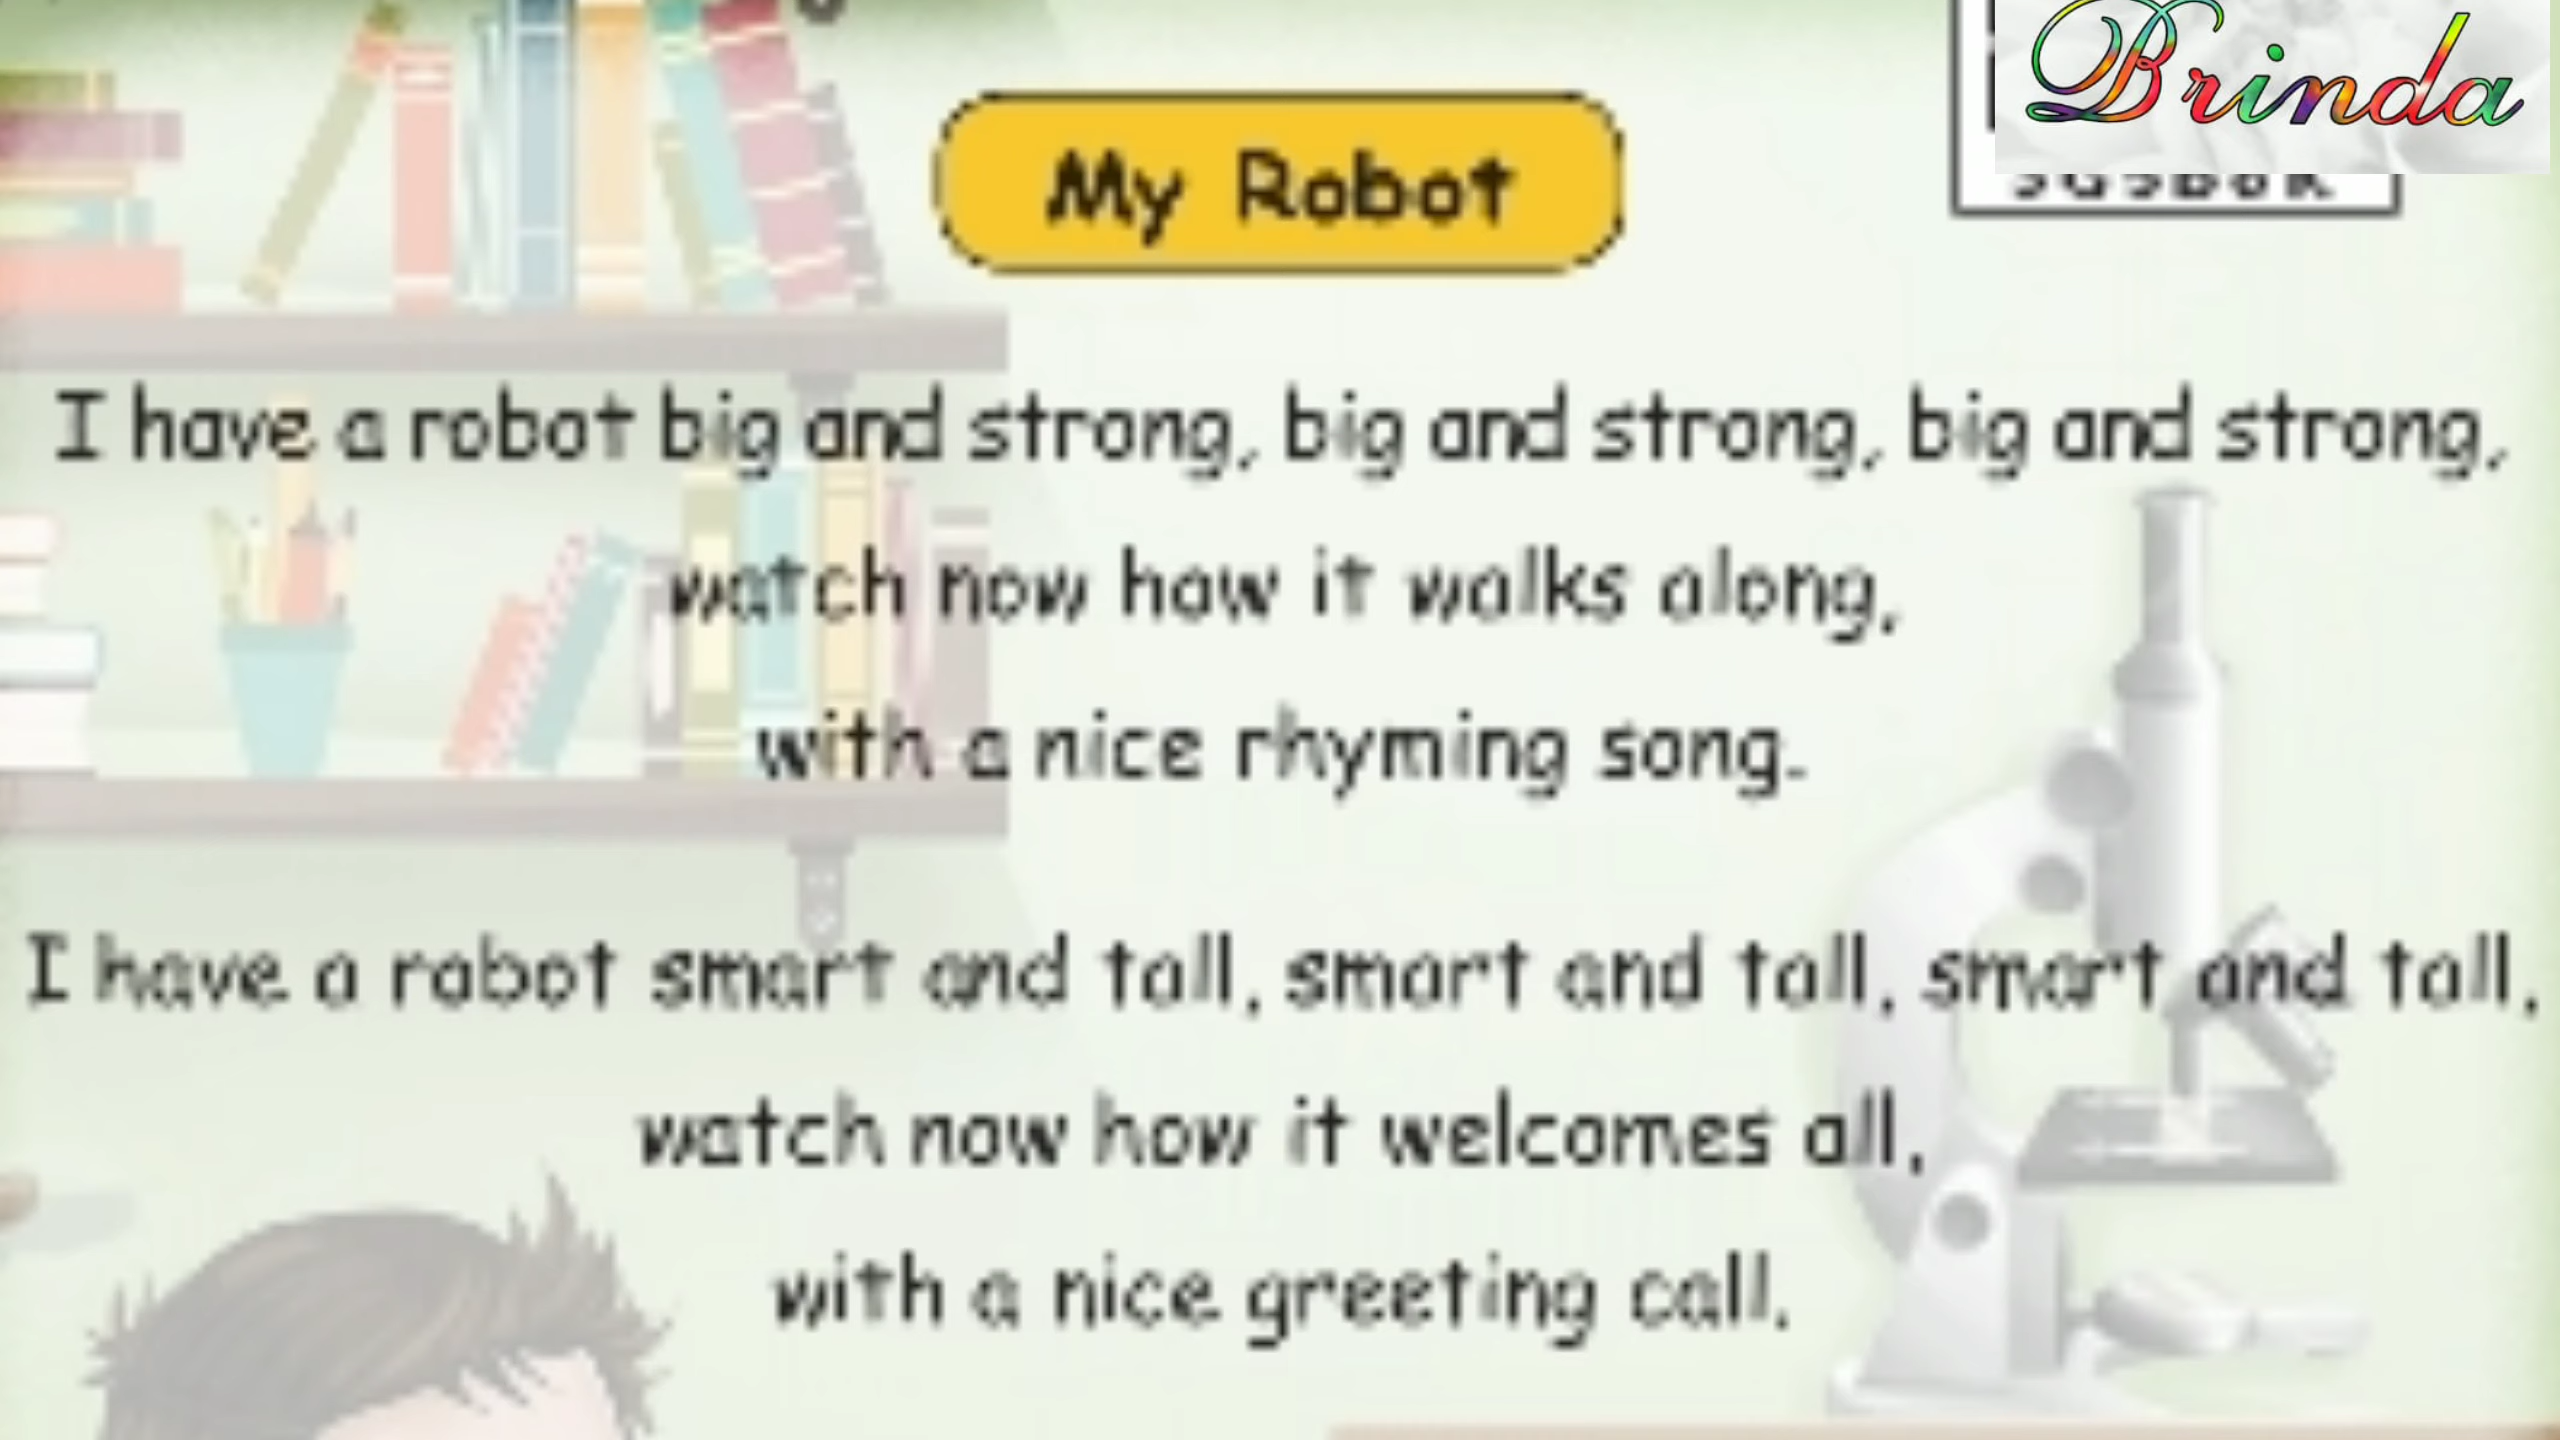 Brinda
My Robot
I have a robot big and strong, big and strong, big and strong,
watch now how it walks along,
with a nice rhyming song.
I have a robot smart and tall, smart and tall, smart and tall,
watch now how it welcomes all,
with a nice greeting call.